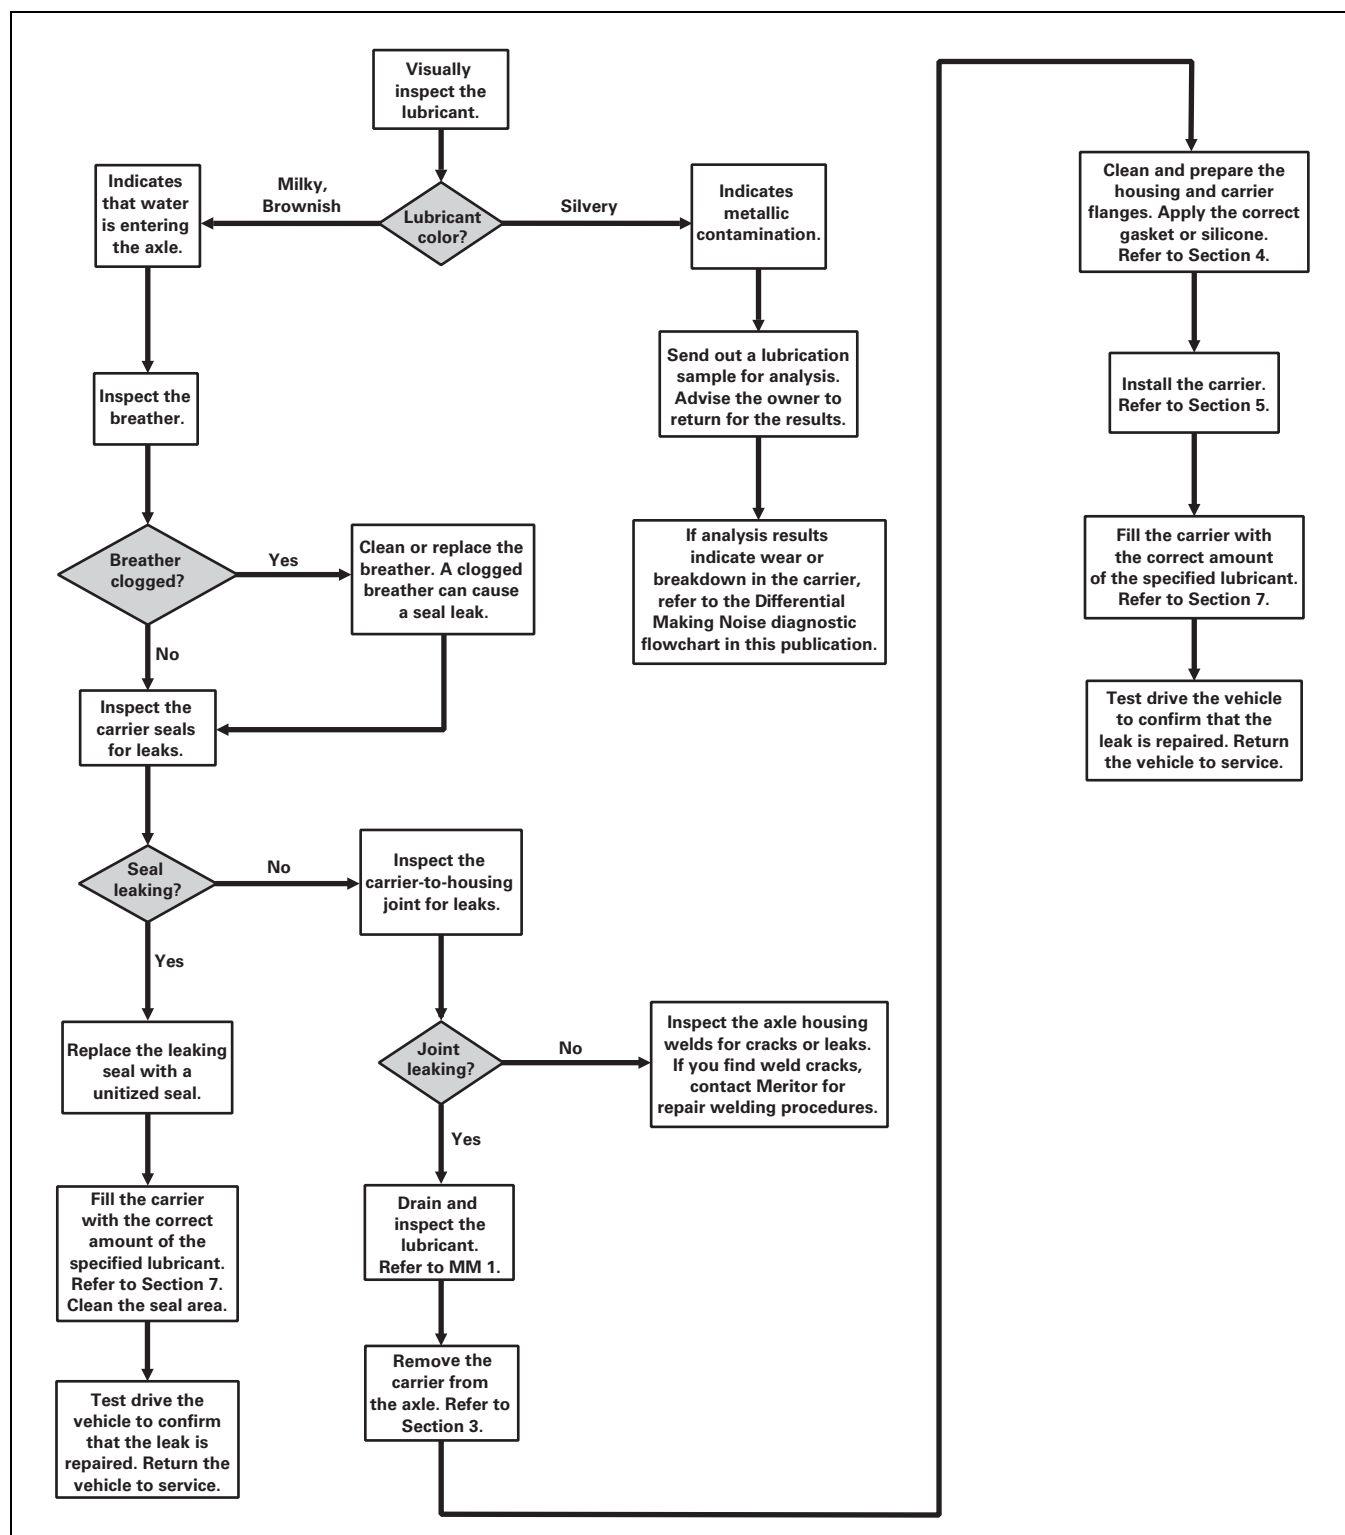 Visually
inspect the
lubricant.
Lubricant
color?
Milky,
Brownish
Silvery
Indicates
that water
is entering
the axle.
Indicates
metallic
contamination.
Send out a lubrication
sample for analysis.
Advise the owner to
return for the results.
If analysis results
indicate wear or
breakdown in the carrier,
refer to the Differential
Making Noise diagnostic
flowchart in this publication.
Inspect the
breather.
Breather
clogged?
Yes
Clean or replace the
breather. A clogged
breather can cause
a seal leak.
No
Inspect the
carrier seals
for leaks.
Seal
leaking?
No
Inspect the
carrier-to-housing
joint for leaks.
Yes
Replace the leaking
seal with a
unitized seal.
Fill the carrier
with the correct
amount of the
specified lubricant.
Refer to Section 7.
Clean the seal area.
Test drive the
vehicle to confirm
that the leak is
repaired. Return the
vehicle to service.
Joint
leaking?
No
Inspect the axle housing
welds for cracks or leaks.
If you find weld cracks,
contact Meritor for
repair welding procedures.
Yes
Drain and
inspect the
lubricant.
Refer to MM 1.
Remove the
carrier from
the axle. Refer to
Section 3.
Clean and prepare the
housing and carrier
flanges. Apply the correct
gasket or silicone.
Refer to Section 4.
Install the carrier.
Refer to Section 5.
Fill the carrier with
the correct amount
of the specified lubricant.
Refer to Section 7.
Test drive the vehicle
to confirm that the
leak is repaired. Return
the vehicle to service.